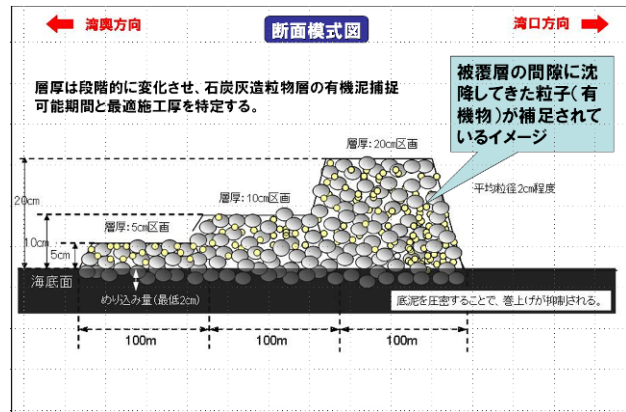 湾奥方向
断面模式図
湾口方向
層厚は段階的に変化させ、石炭灰造粒物層の有機泥捕捉
可能期間と最適施工厚を特定する。
被覆層の間隙に沈
降してきた粒子(有
機物)が補足されて
いるイメージ
層厚:20cm区画
平均粒径2cm程度
20cm
層厚:10cm区画
10cm
層厚:5cm区画
5cm
海底面
めり込み量(最低2cm)
底泥を圧密することで、巻上げが抑制される。
100m
100m
100m